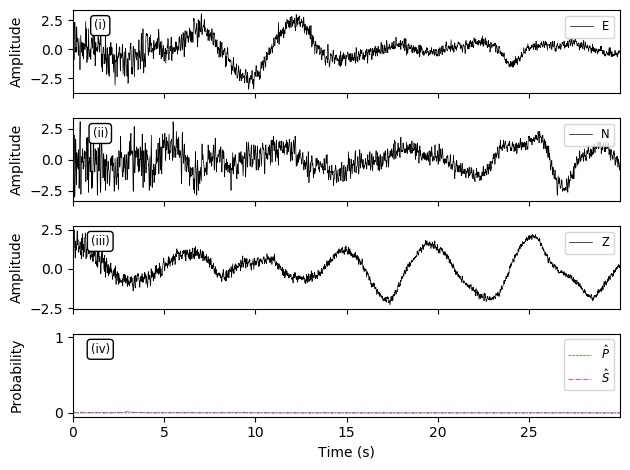 (i)
E
2.5
0.0
−2.5
Amplitude
(ii)
N
2.5
0.0
−2.5
Amplitude
(iii)
Z
2.5
0.0
−2.5
Amplitude
(iv)
P̂
Ŝ
1
0
Probability
0 5 10 15 20 25
Time (s)